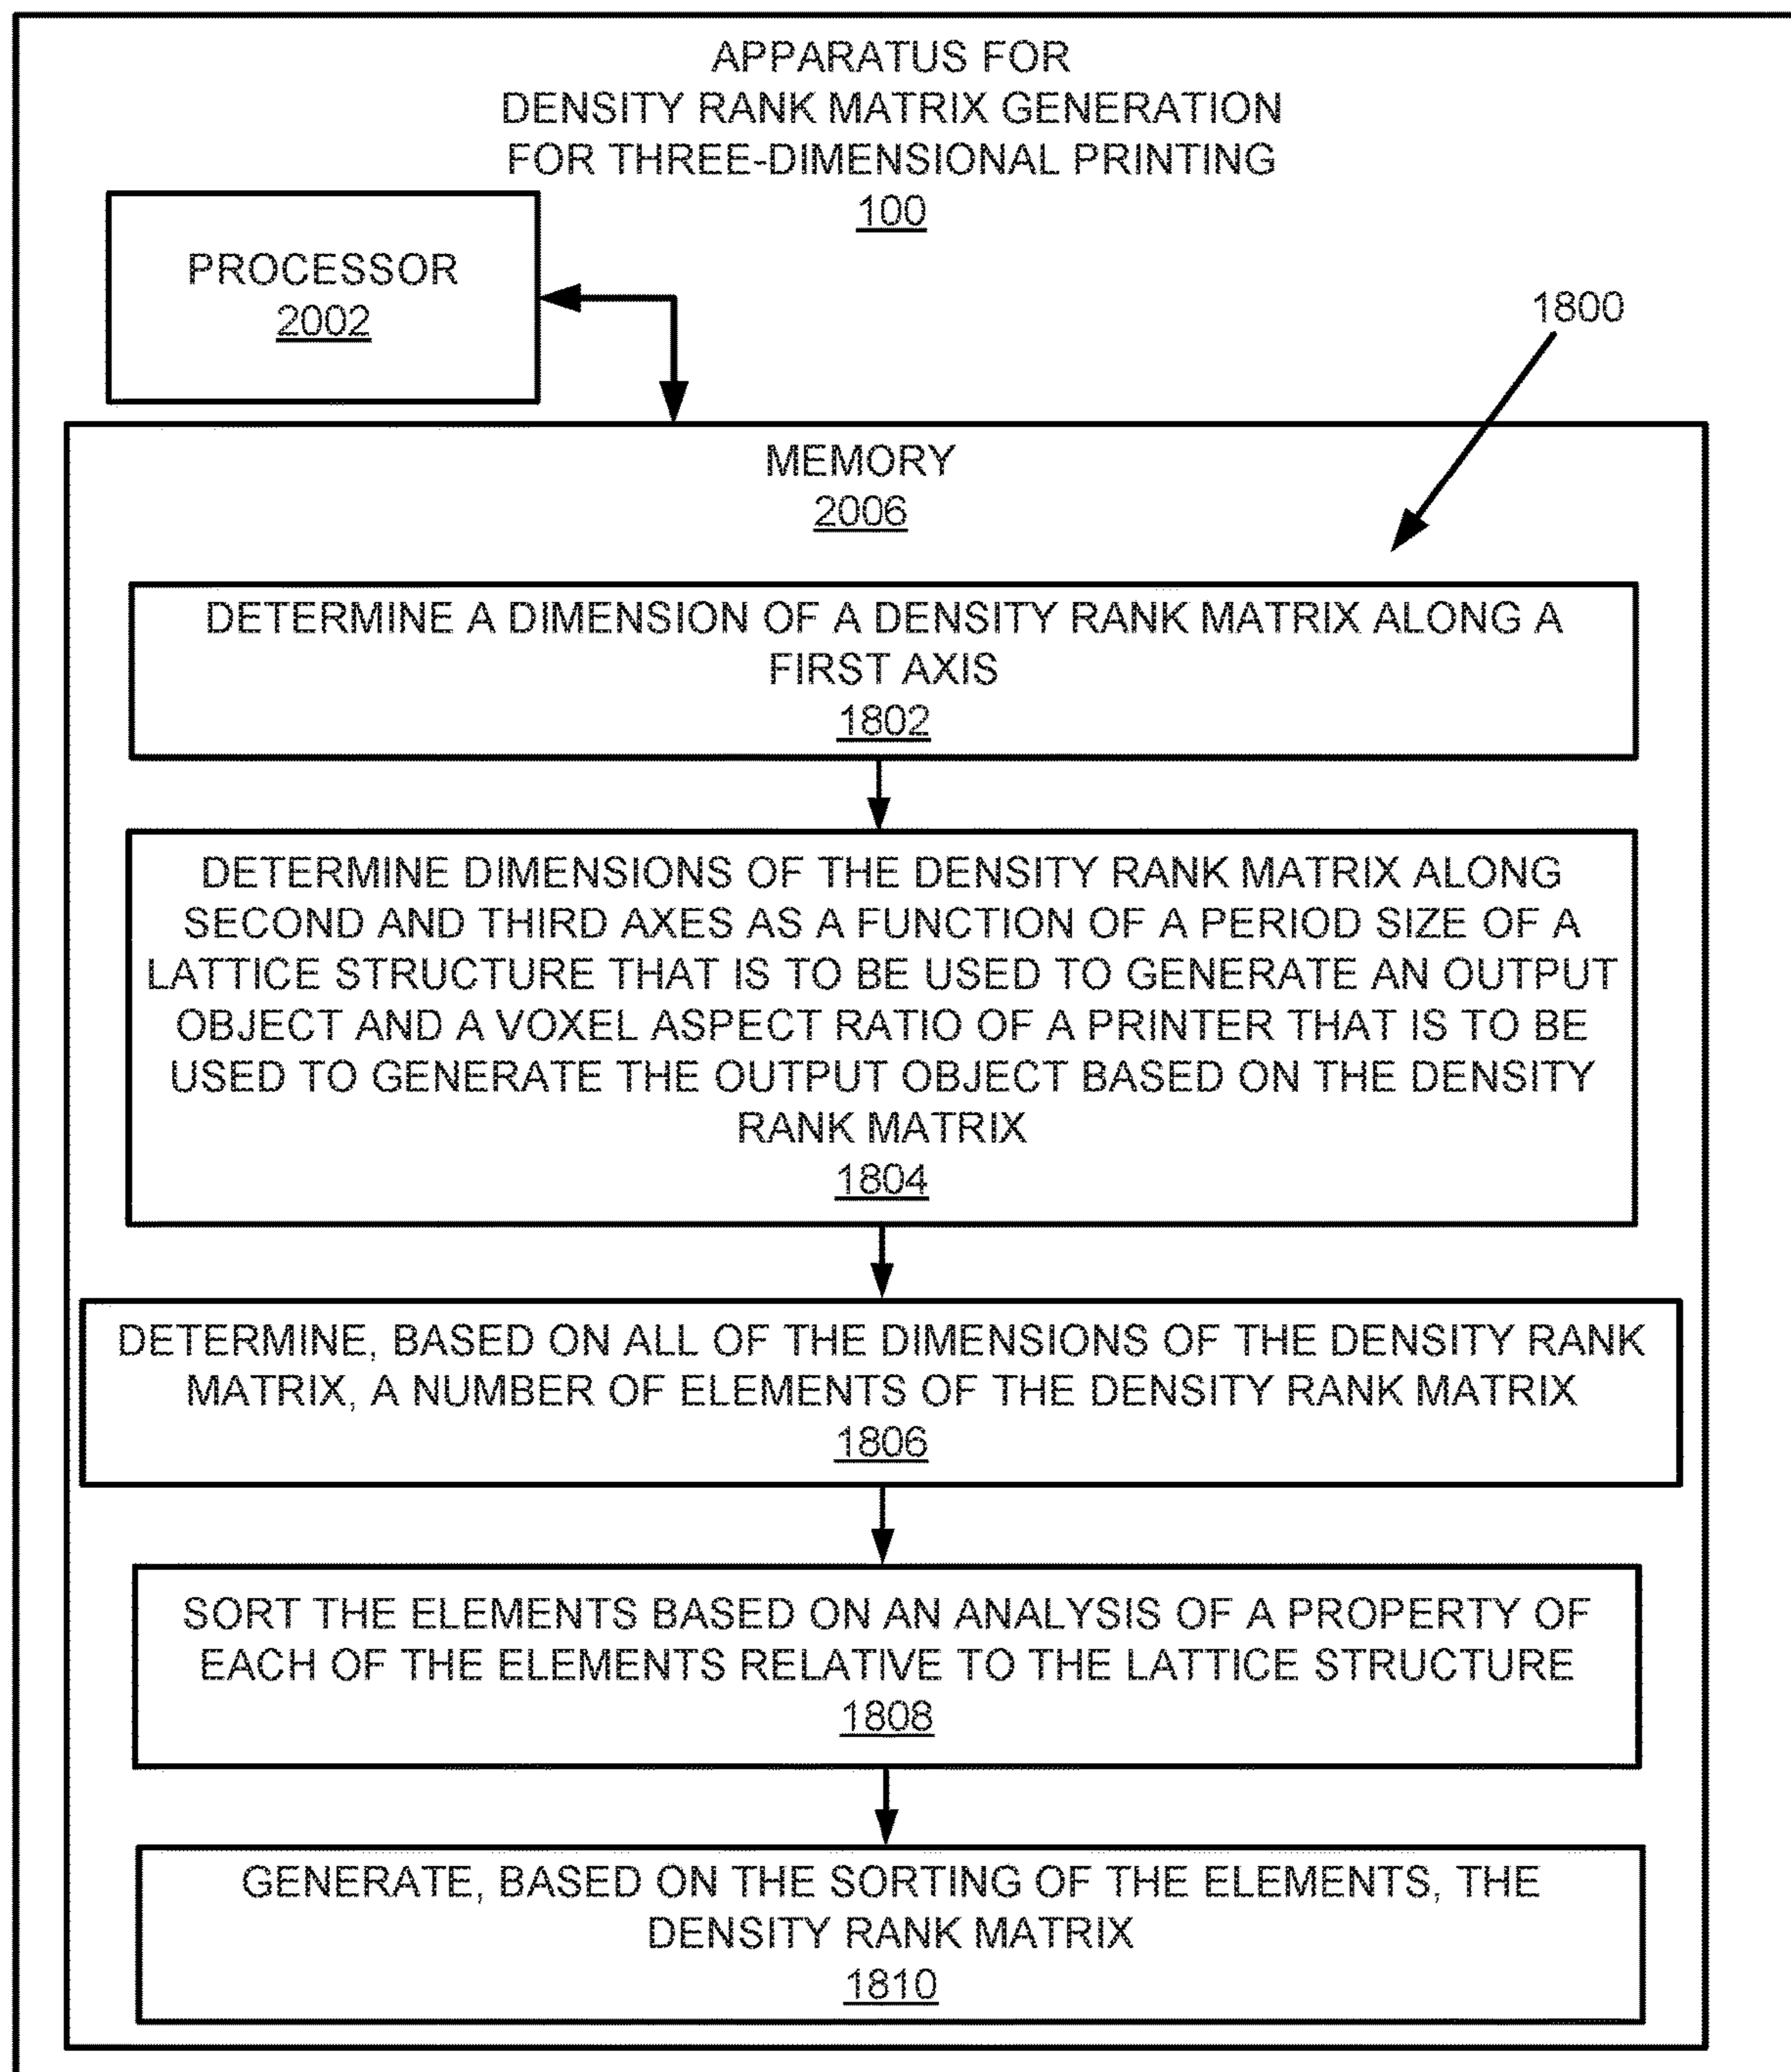 APPARATUS FOR
DENSITY RANK MATRIX GENERATION
FOR THREE-DIMENSIONAL PRINTING
100
PROCESSOR
2002
1800
MEMORY
2006
DETERMINE A DIMENSION OF A DENSITY RANK MATRIX ALONG A
FIRST AXIS
1802
DETERMINE DIMENSIONS OF THE DENSITY RANK MATRIX ALONG
SECOND AND THIRD AXES AS A FUNCTION OF A PERIOD SIZE OF A
LATTICE STRUCTURE THAT IS TO BE USED TO GENERATE AN OUTPUT
OBJECT AND A VOXEL ASPECT RATIO OF A PRINTER THAT IS TO BE
USED TO GENERATE THE OUTPUT OBJECT BASED ON THE DENSITY
RANK MATRIX
1804
DETERMINE, BASED ON ALL OF THE DIMENSIONS OF THE DENSITY RANK
MATRIX, A NUMBER OF ELEMENTS OF THE DENSITY RANK MATRIX
1806
SORT THE ELEMENTS BASED ON AN ANALYSIS OF A PROPERTY OF
EACH OF THE ELEMENTS RELATIVE TO THE LATTICE STRUCTURE
1808
GENERATE, BASED ON THE SORTING OF THE ELEMENTS, THE
DENSITY RANK MATRIX
1810